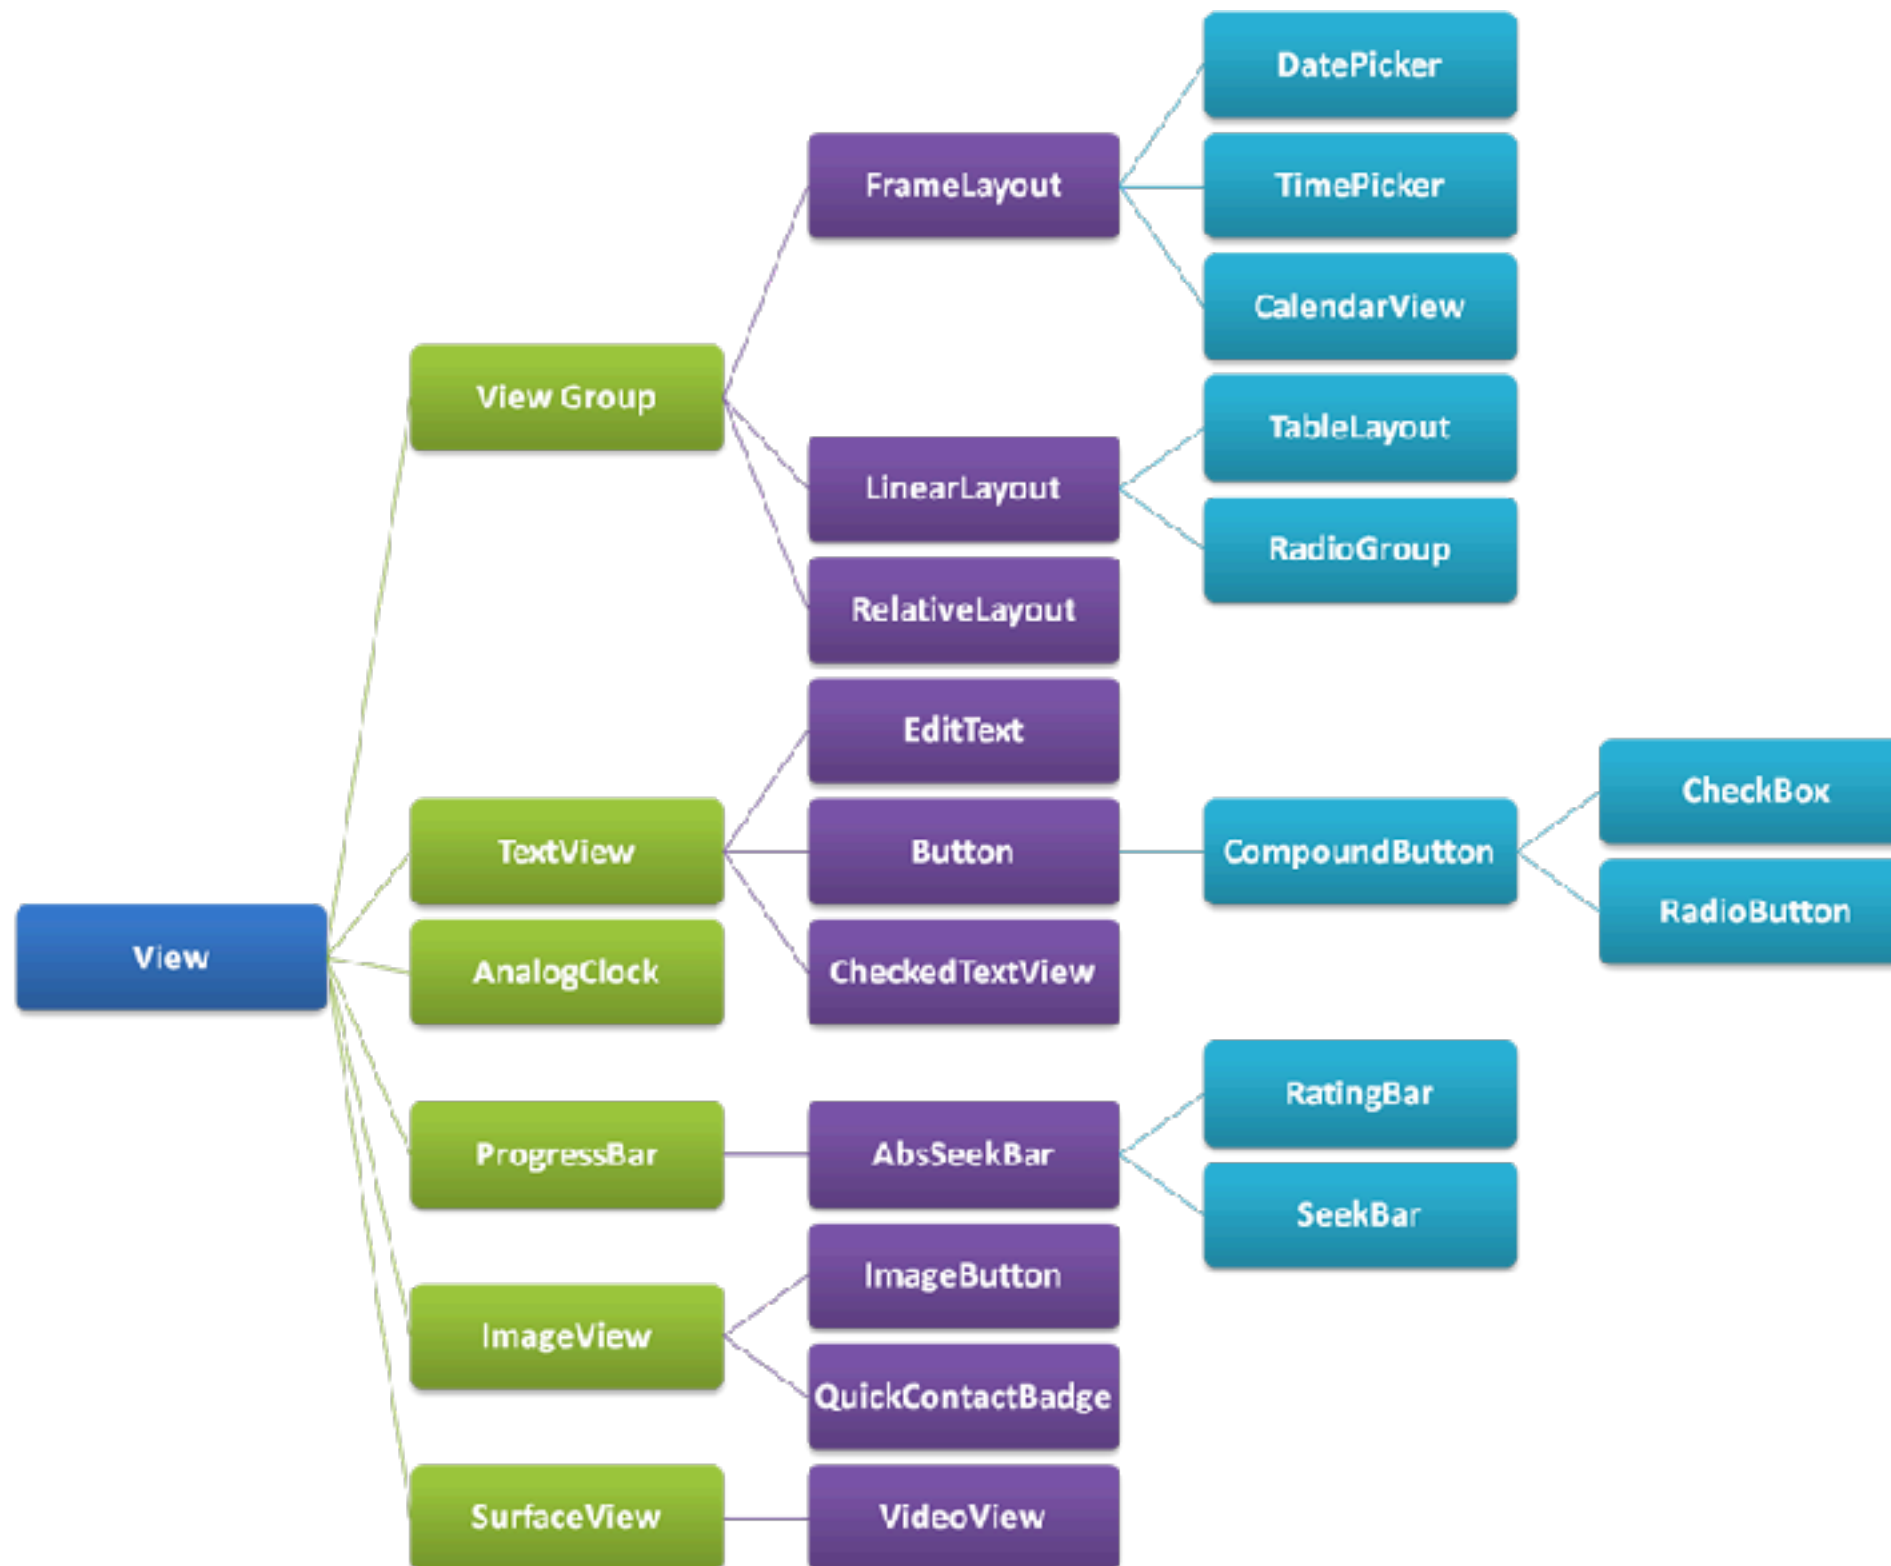 DatePicker
FrameLayout
TimePicker
CalendarView
View Group
TableLayout
LinearLayout
RadioGroup
RelativeLayout
EditText
CheckBox
TextView
Button
CompoundButton
RadioButton
View
AnalogClock
CheckedTextView
RatingBar
ProgressBar
AbsSeekBar
SeekBar
ImageButton
ImageView
QuickContactBadge
SurfaceView
VideoView